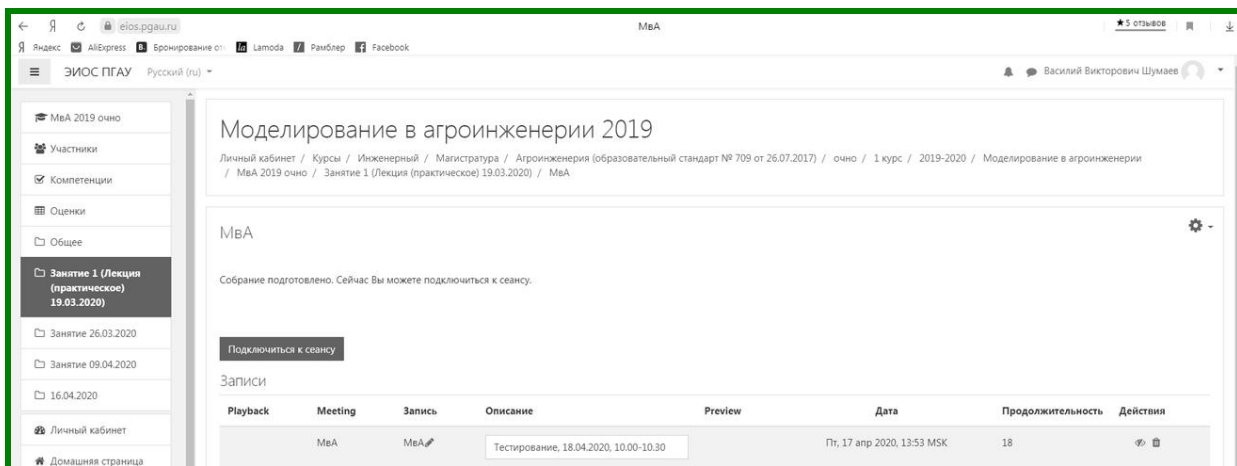 eios.pgau.ru
МвА
★5 отзывов
Яндекс
AliExpress
B.
Бронирование от
la
Lamoda
Рамблер
Facebook
ЭИОС ПГАУ
Русский (ru)
Василий Викторович Шумаев
МвА 2019 очно
Участники
Компетенции
Оценки
Общее
Занятие 1 (Лекция
(практическое)
19.03.2020)
Занятие 26.03.2020
Занятие 09.04.2020
16.04.2020
Личный кабинет
Домашняя страница
Моделирование в агроинженерии 2019
Личный кабинет / Курсы / Инженерный / Магистратура / Агроинженерия (образовательный стандарт № 709 от 26.07.2017) / очно / 1 курс / 2019-2020 / Моделирование в агроинженерии
/ МвА 2019 очно / Занятие 1 (Лекция (практическое) 19.03.2020) / МвА
МвА
Собрание подготовлено. Сейчас Вы можете подключиться к сеансу.
Подключиться к сеансу
Записи
Playback Meeting Запись Описание Preview Дата Продолжительность Действия
МвА МвА Тестирование, 18.04.2020, 10.00-10.30 Пт, 17 апр 2020, 13:53 MSK 18